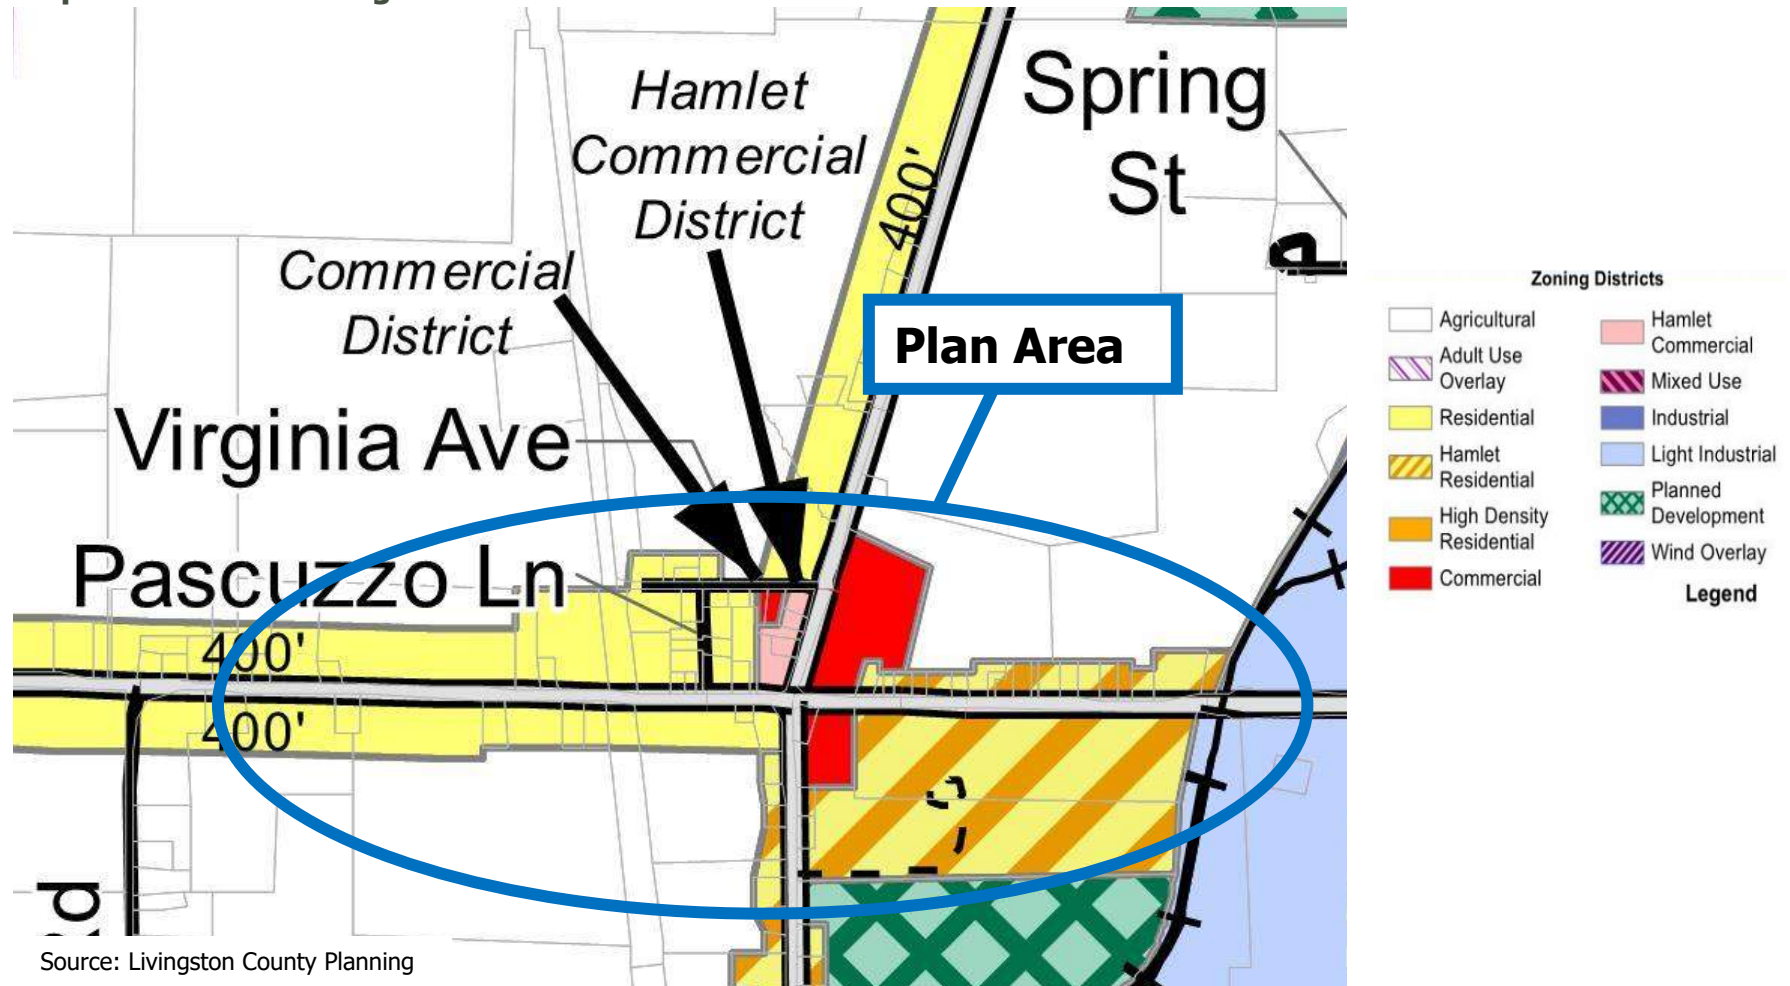 Spring
St
Hamlet
Commercial
District
400'
Commercial
District
Plan Area
Virginia Ave
Pascuzzo Ln
400'
400'
Rd
Source: Livingston County Planning
Zoning Districts
Agricultural
Adult Use
Overlay
Residential
Hamlet
Residential
High Density
Residential
Commercial
Hamlet
Commercial
Mixed Use
Industrial
Light Industrial
Planned
Development
Wind Overlay
Legend